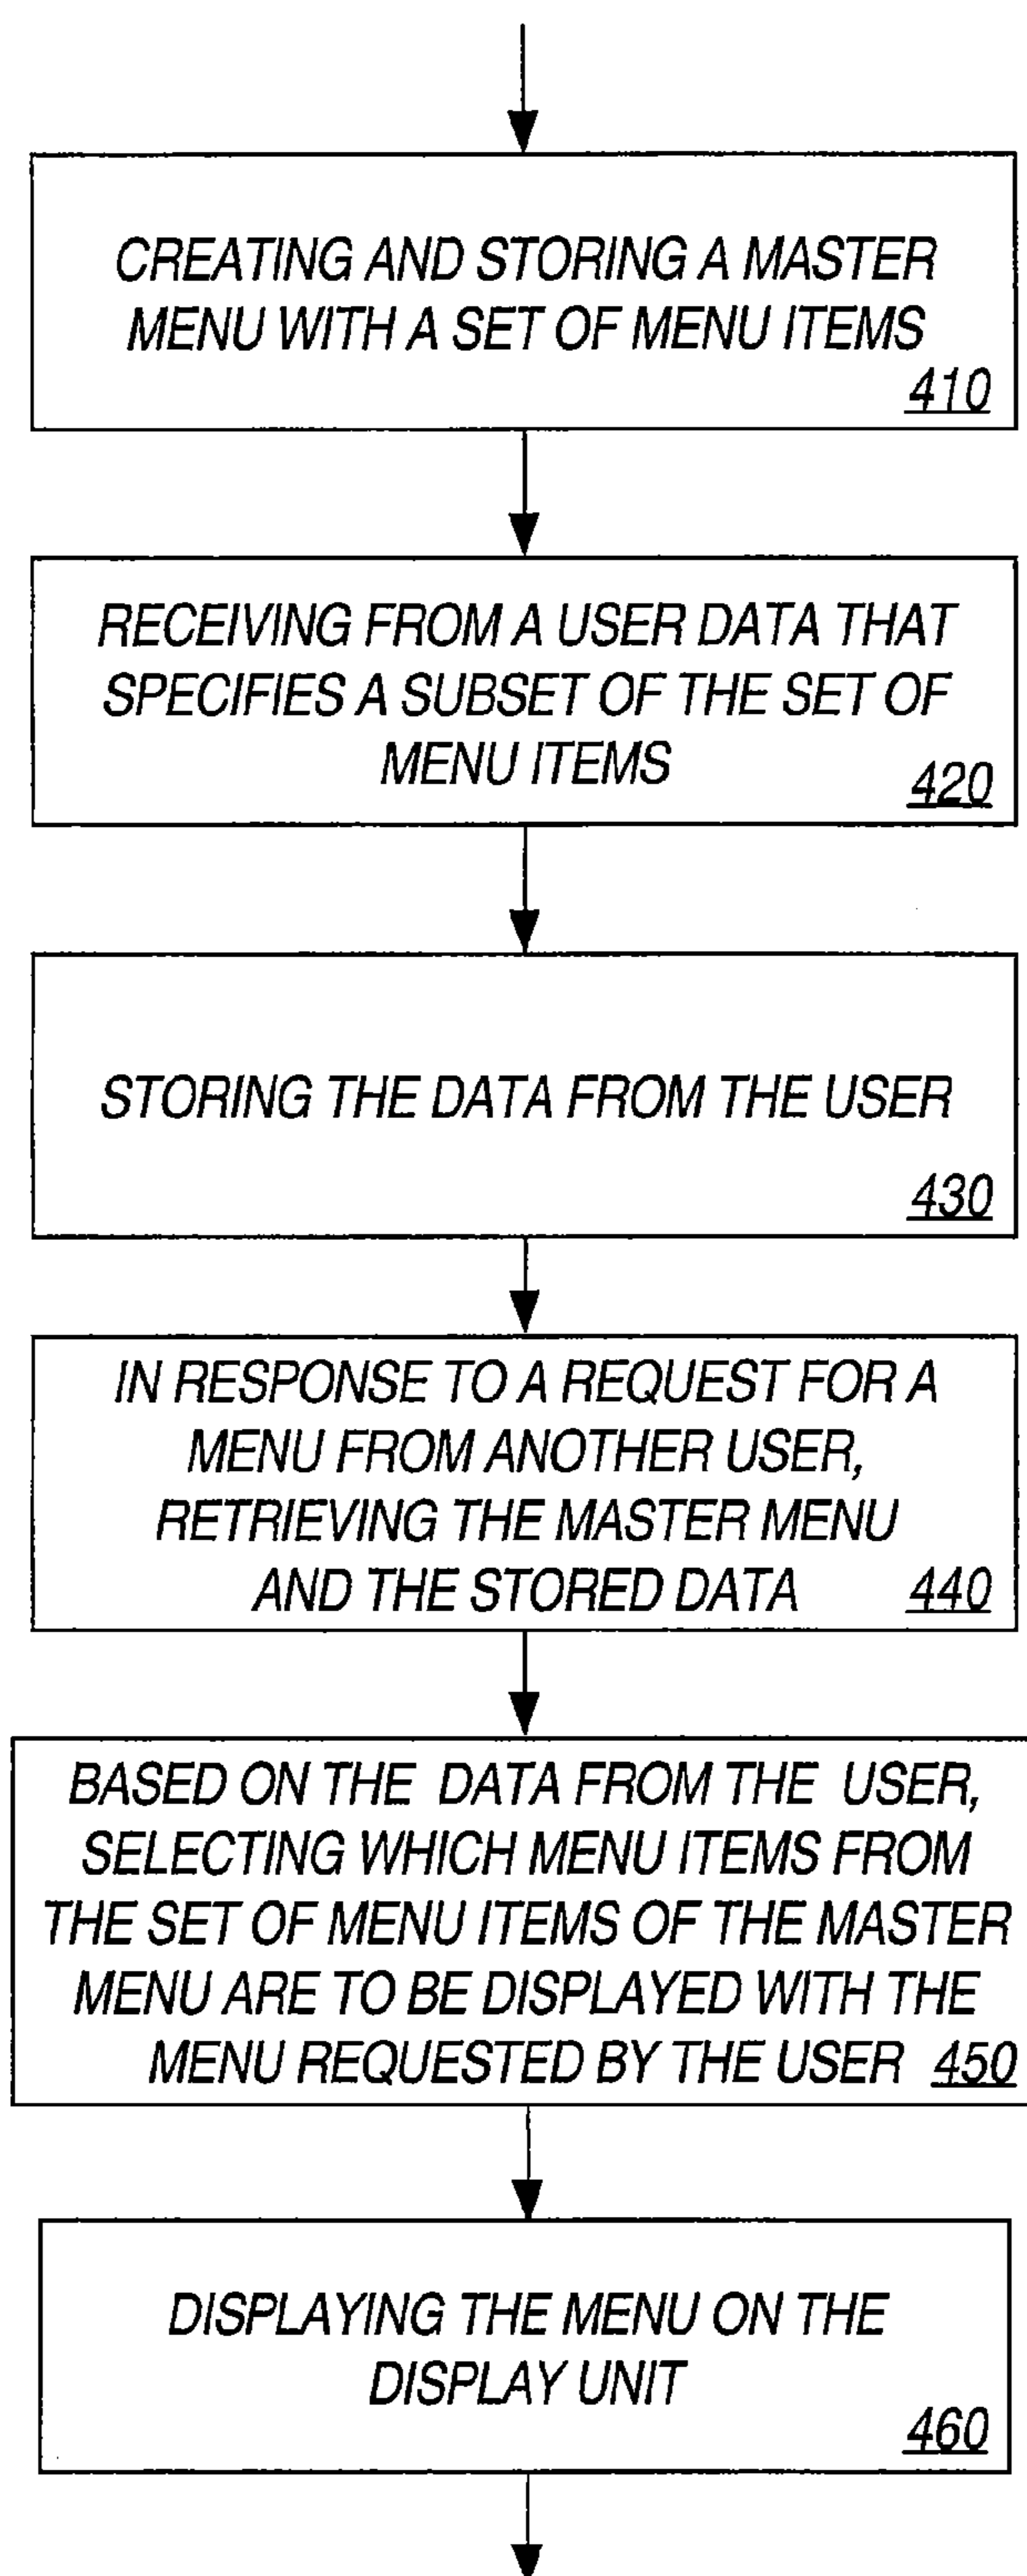 CREATING AND STORING A MASTER
MENU WITH A SET OF MENU ITEMS
410
RECEIVING FROM A USER DATA THAT
SPECIFIES A SUBSET OF THE SET OF
MENU ITEMS
420
STORING THE DATA FROM THE USER
430
IN RESPONSE TO A REQUEST FOR A
MENU FROM ANOTHER USER,
RETRIEVING THE MASTER MENU
AND THE STORED DATA
440
BASED ON THE DATA FROM THE USER,
SELECTING WHICH MENU ITEMS FROM
THE SET OF MENU ITEMS OF THE MASTER
MENU ARE TO BE DISPLAYED WITH THE
MENU REQUESTED BY THE USER 450
DISPLAYING THE MENU ON THE
DISPLAY UNIT
460